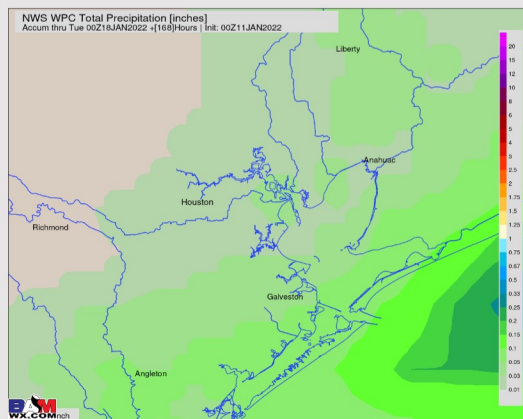 NWS WPC Total Precipitation [inches]
Accum thru Tue 00Z18JAN2022 +[168]Hours | Init: 00Z11JAN2022
Liberty
Anahuac
Houston
Richmond
Galveston
Angleton
20
15
10
8
6
5
4
3
2.5
2
1.75
1.5
1.25
1
0.75
0.67
0.5
0.33
0.25
0.2
0.15
0.1
0.05
0.03
0.01
BAM
WX.COM
nch